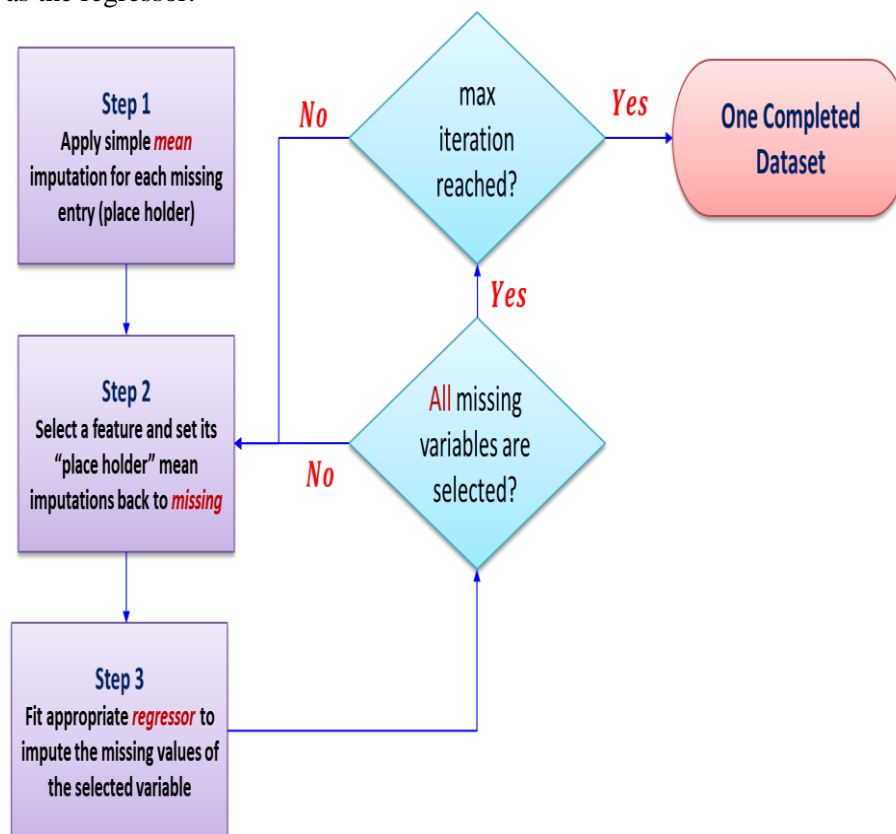 as the regressor.
Step 1
Apply simple mean
imputation for each missing
entry (place holder)
No
max
iteration
reached?
Yes
One Completed
Dataset
Yes
Step 2
Select a feature and set its
“place holder” mean
imputations back to missing
No
All missing
variables are
selected?
Step 3
Fit appropriate regressor to
impute the missing values of
the selected variable